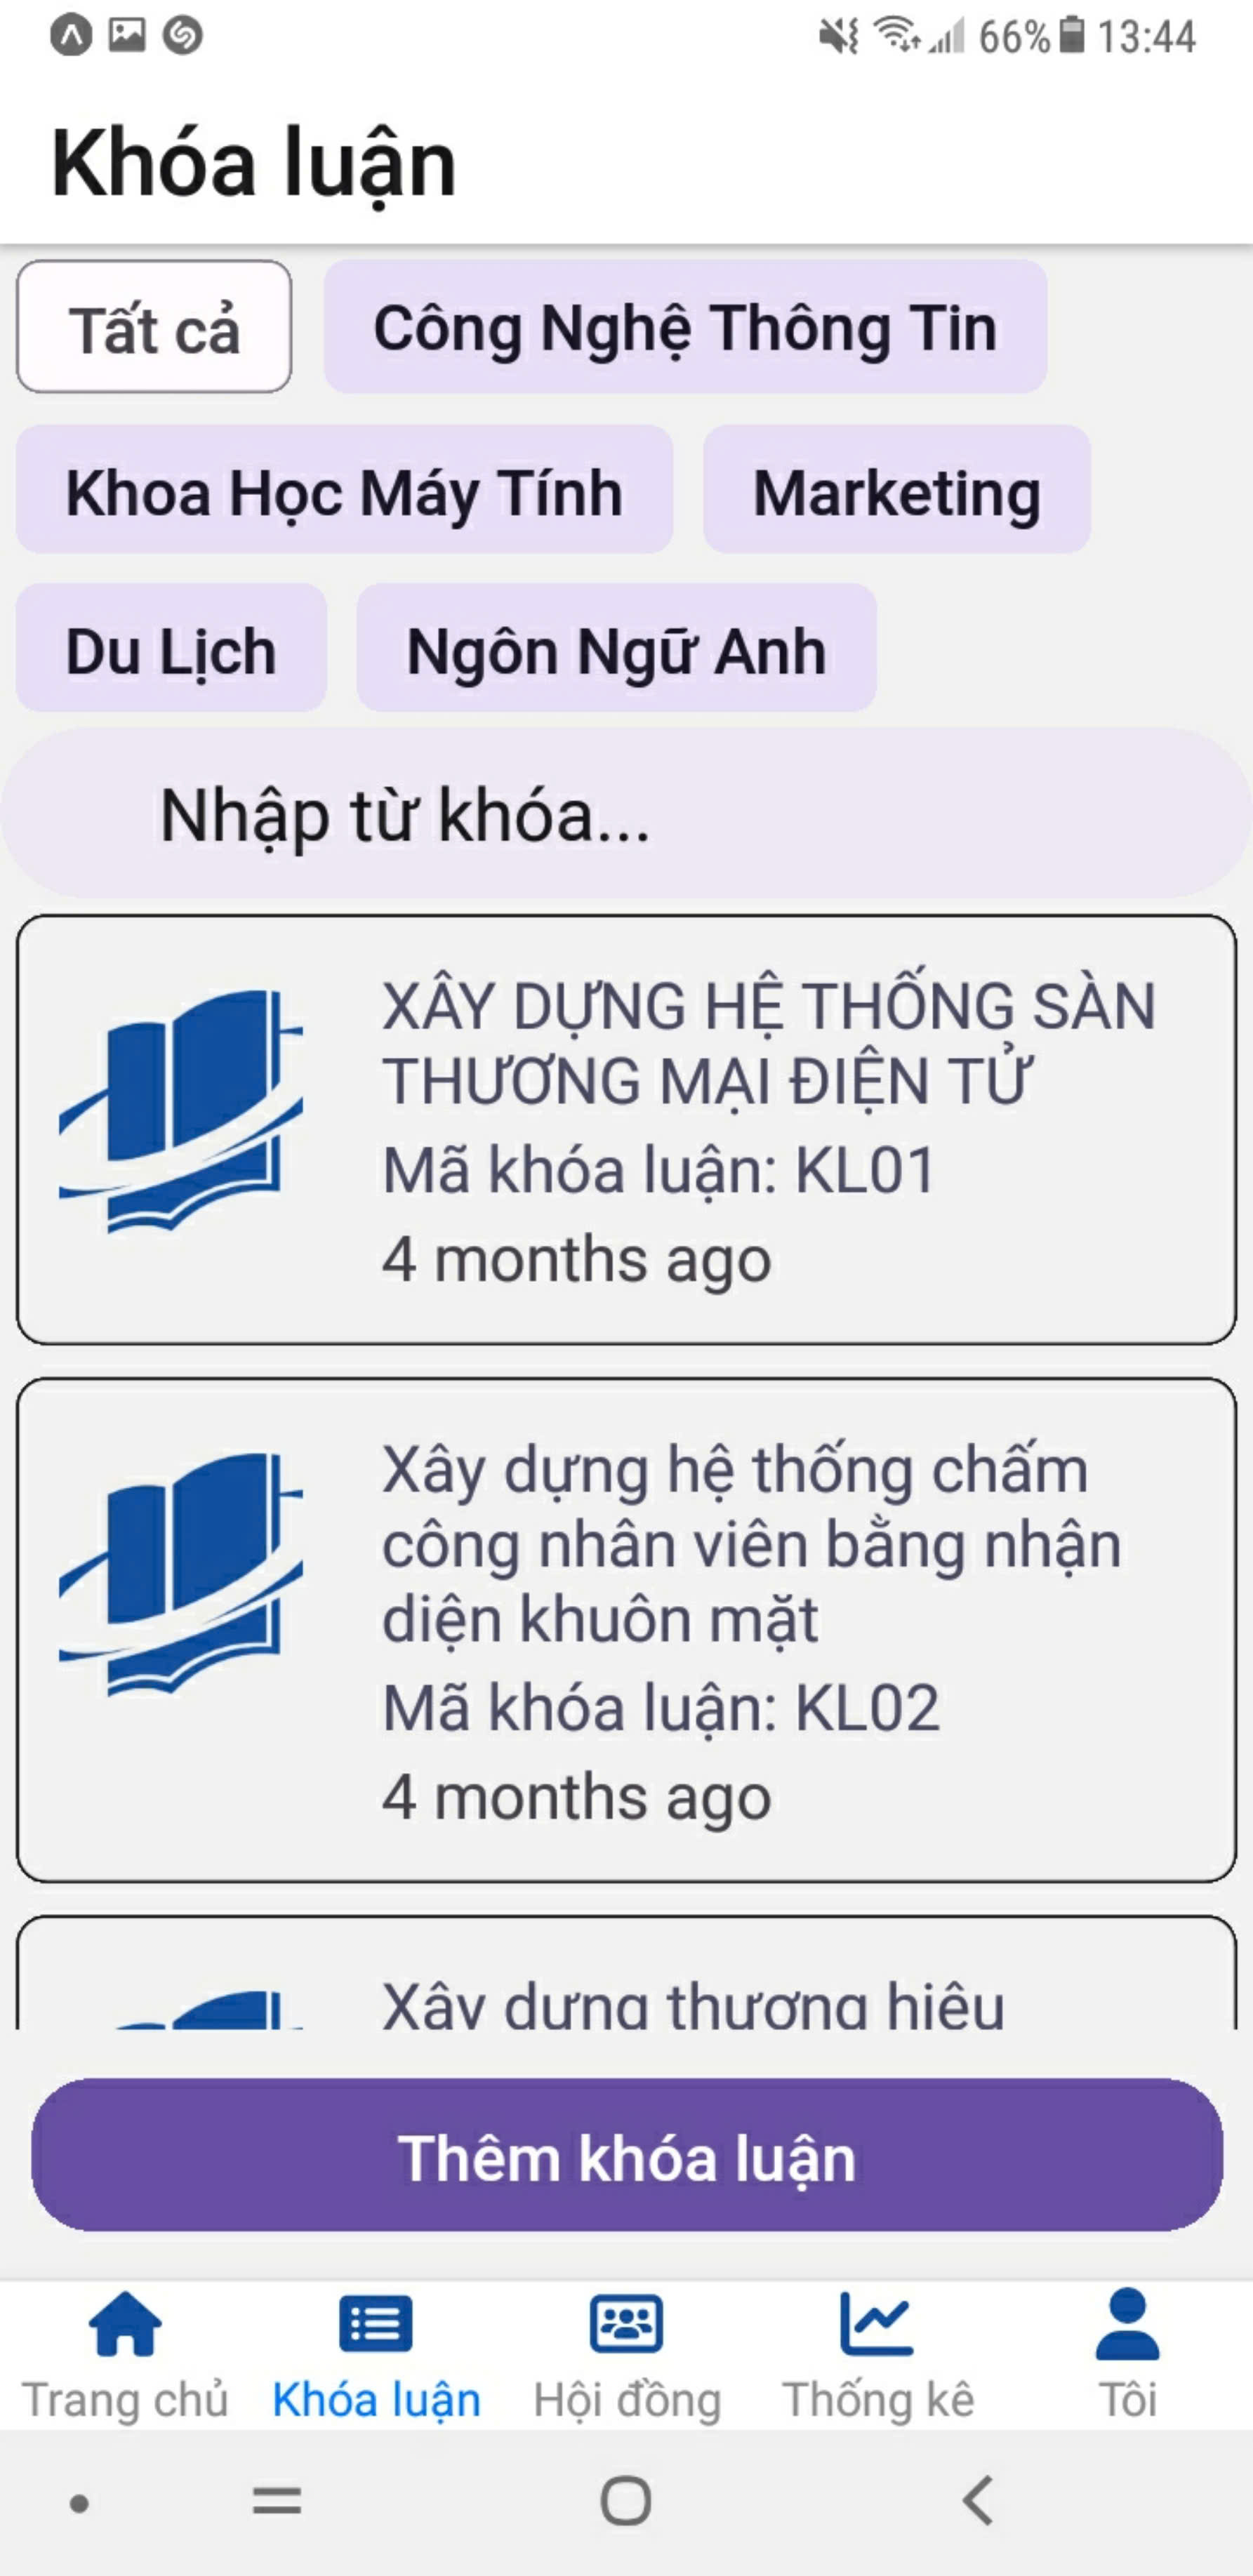 66% 13:44
Khóa luận
Tất cả
Công Nghệ Thông Tin
Khoa Học Máy Tính
Marketing
Du Lịch
Ngôn Ngữ Anh
Nhập từ khóa...
XÂY DỰNG HỆ THỐNG SÀN
THƯƠNG MẠI ĐIỆN TỬ
Mã khóa luận: KL01
4 months ago
Xây dựng hệ thống chấm
công nhân viên bằng nhận
diện khuôn mặt
Mã khóa luận: KL02
4 months ago
Xây dựng thương hiệu
Thêm khóa luận
Trang chủ
Khóa luận
Hội đồng
Thống kê
Tôi